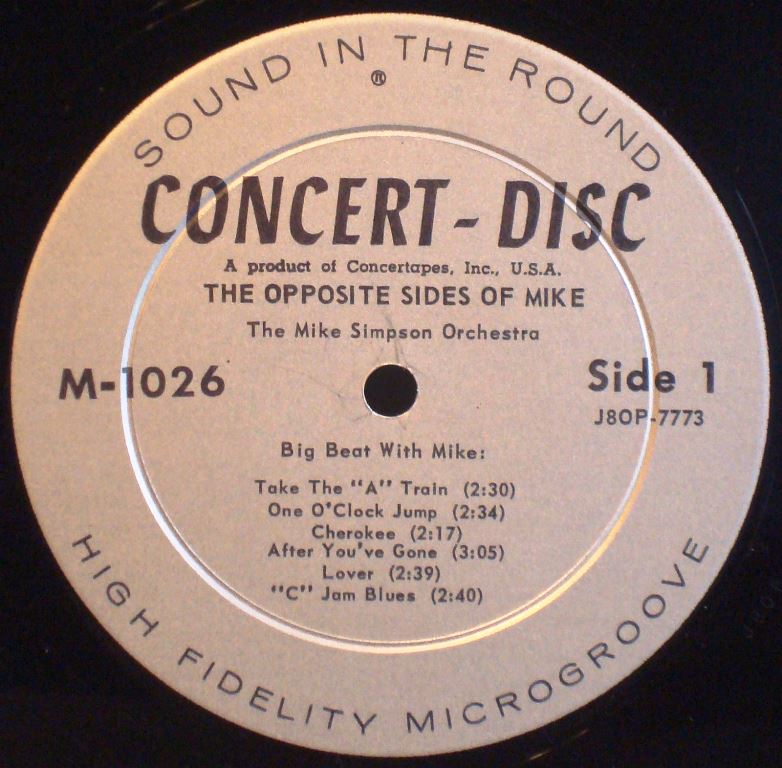 SOUND IN THE ROUND
®
CONCERT-DISC
A product of Concertapes, Inc., U.S.A.
THE OPPOSITE SIDES OF MIKE
The Mike Simpson Orchestra
M-1026
Side 1
J8OP-7773
Big Beat With Mike:
Take The "A" Train (2:30)
One O'Clock Jump (2:34)
Cherokee (2:17)
After You've Gone (3:05)
Lover (2:39)
"C" Jam Blues (2:40)
HIGH FIDELITY MICROGROOVE